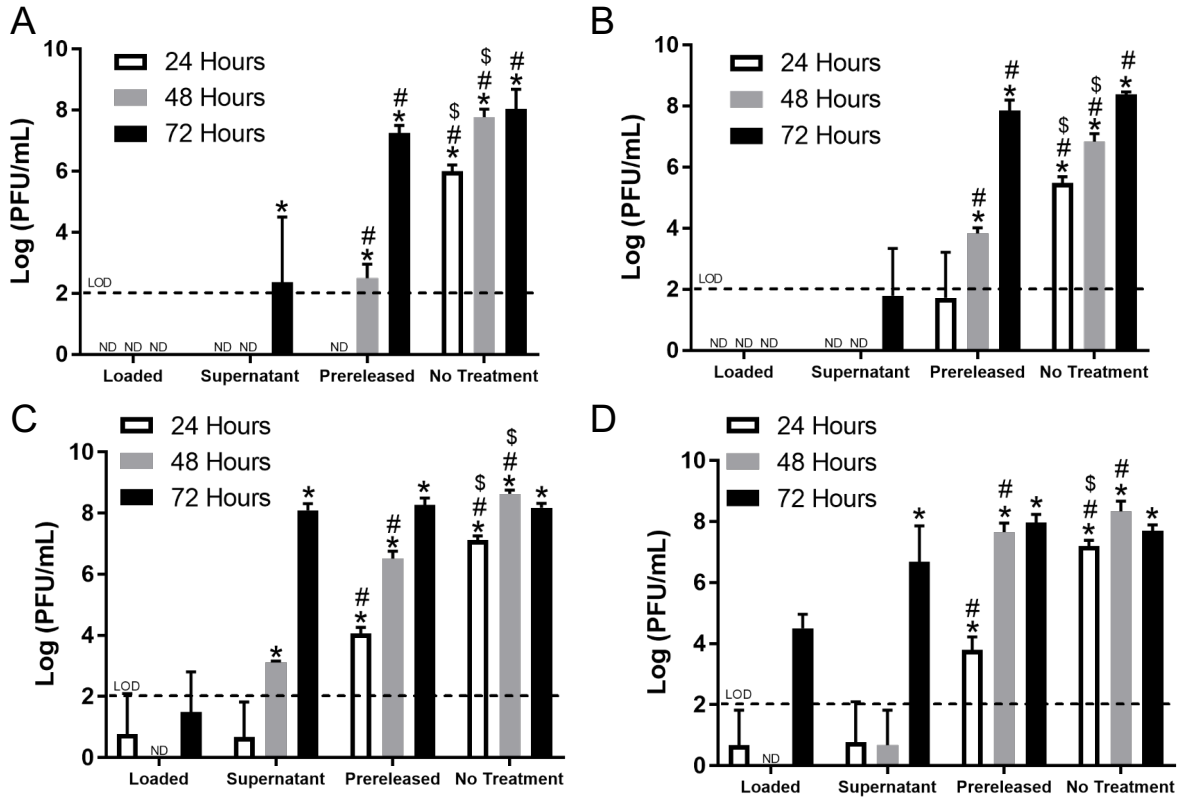 A
Log (PFU/mL)
10
8
6
4
2
0
24 Hours
48 Hours
72 Hours
LOD
ND ND ND
ND ND
*
ND
#
*
#
*
$
#
*
$
#
*
#
*
Loaded Supernatant Prereleased No Treatment
B
Log (PFU/mL)
10
8
6
4
2
0
24 Hours
48 Hours
72 Hours
LOD
ND ND ND
ND ND
#
*
#
*
$
#
*
$
#
*
#
*
Loaded Supernatant Prereleased No Treatment
C
Log (PFU/mL)
10
8
6
4
2
0
24 Hours
48 Hours
72 Hours
LOD
ND
*
*
#
*
#
*
*
$
#
*
$
#
*
*
Loaded Supernatant Prereleased No Treatment
D
Log (PFU/mL)
10
8
6
4
2
0
24 Hours
48 Hours
72 Hours
LOD
ND
*
#
*
#
*
*
$
#
*
#
*
*
Loaded Supernatant Prereleased No Treatment